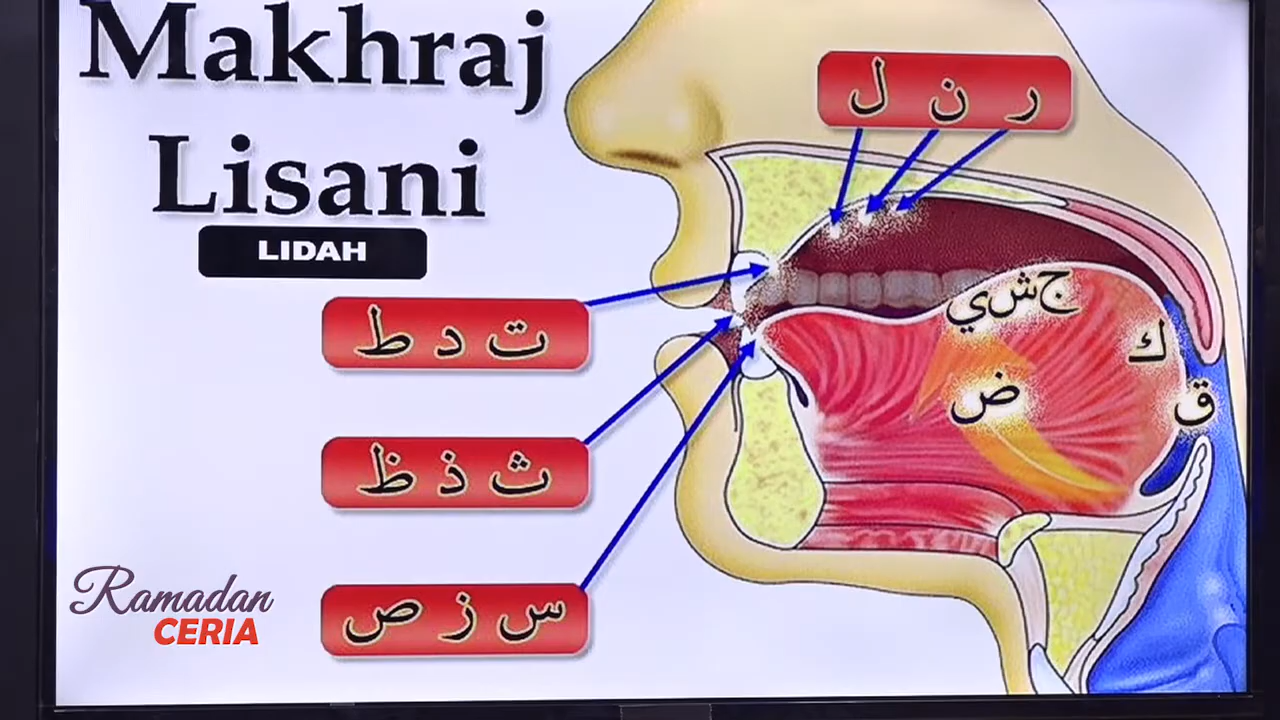 Makhraj
Lisani
LIDAH
ر ن ل
ت د ط
ث ذ ظ
س ز ص
ج ش ي
ك
ض
ق
Ramadan
CERIA